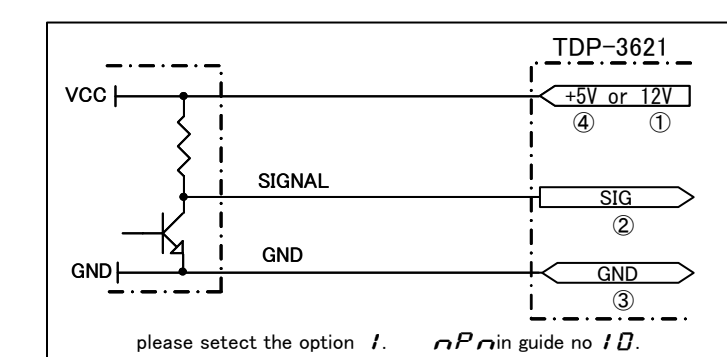 TDP-3621
VCC
+5V or 12V
④ ①
SIGNAL
SIG
②
GND
GND
GND
③
please setect the option 1. nPn in guide no 10.